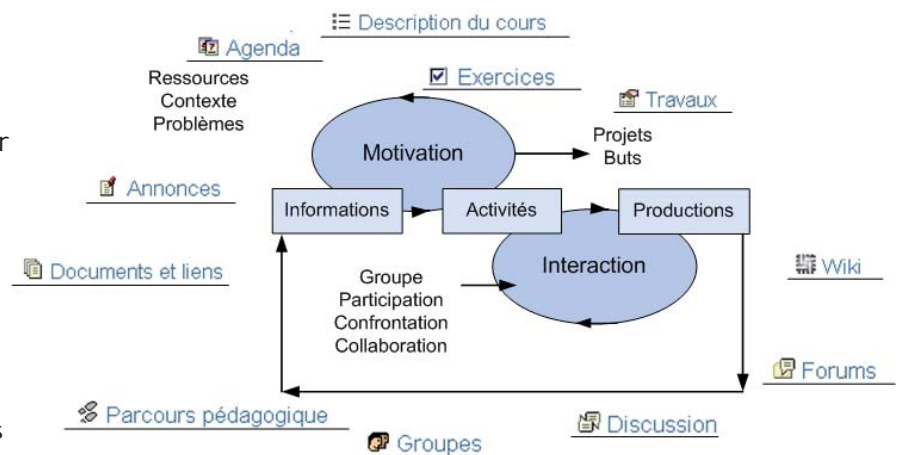 Description du cours
Agenda
Ressources
Contexte
Problèmes
Exercices
Travaux
Projets
Buts
r
Motivation
Annonces
Informations
Activités
Productions
Documents et liens
Groupe
Participation
Confrontation
Collaboration
Interaction
Wiki
Forums
Parcours pédagogique
Discussion
s
Groupes